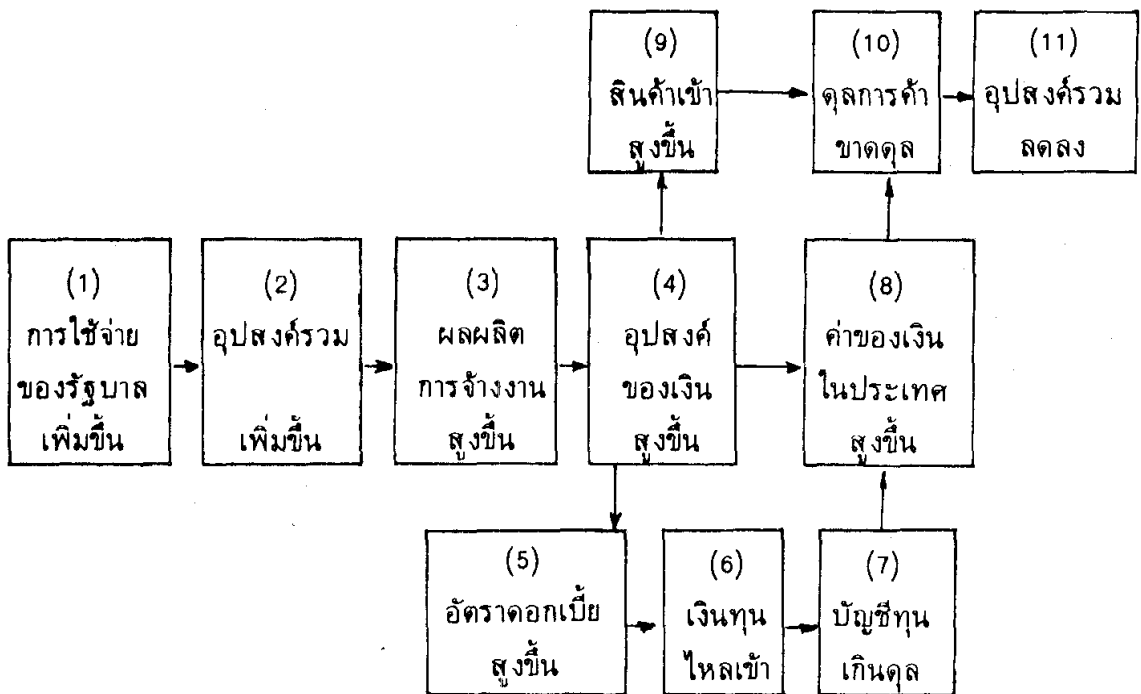 (9)
สินค้าเข้า
สูงขึ้น
(10)
ดุลการค้า
ขาดดุล
(11)
อุปสงค์รวม
ลดลง
(1)
การใช้จ่าย
ของรัฐบาล
เพิ่มขึ้น
(2)
อุปสงค์รวม
เพิ่มขึ้น
(3)
ผลผลิต
การจ้างงาน
สูงขึ้น
(4)
อุปสงค์
ของเงิน
สูงขึ้น
(8)
ค่าของเงิน
ในประเทศ
สูงขึ้น
(5)
อัตราดอกเบี้ย
สูงขึ้น
(6)
เงินทุน
ไหลเข้า
(7)
บัญชีทุน
เกินดุล